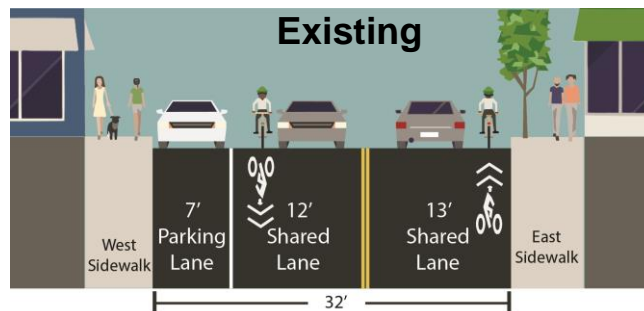 Existing
West
Sidewalk
7'
Parking
Lane
12'
Shared
Lane
13'
Shared
Lane
East
Sidewalk
32'